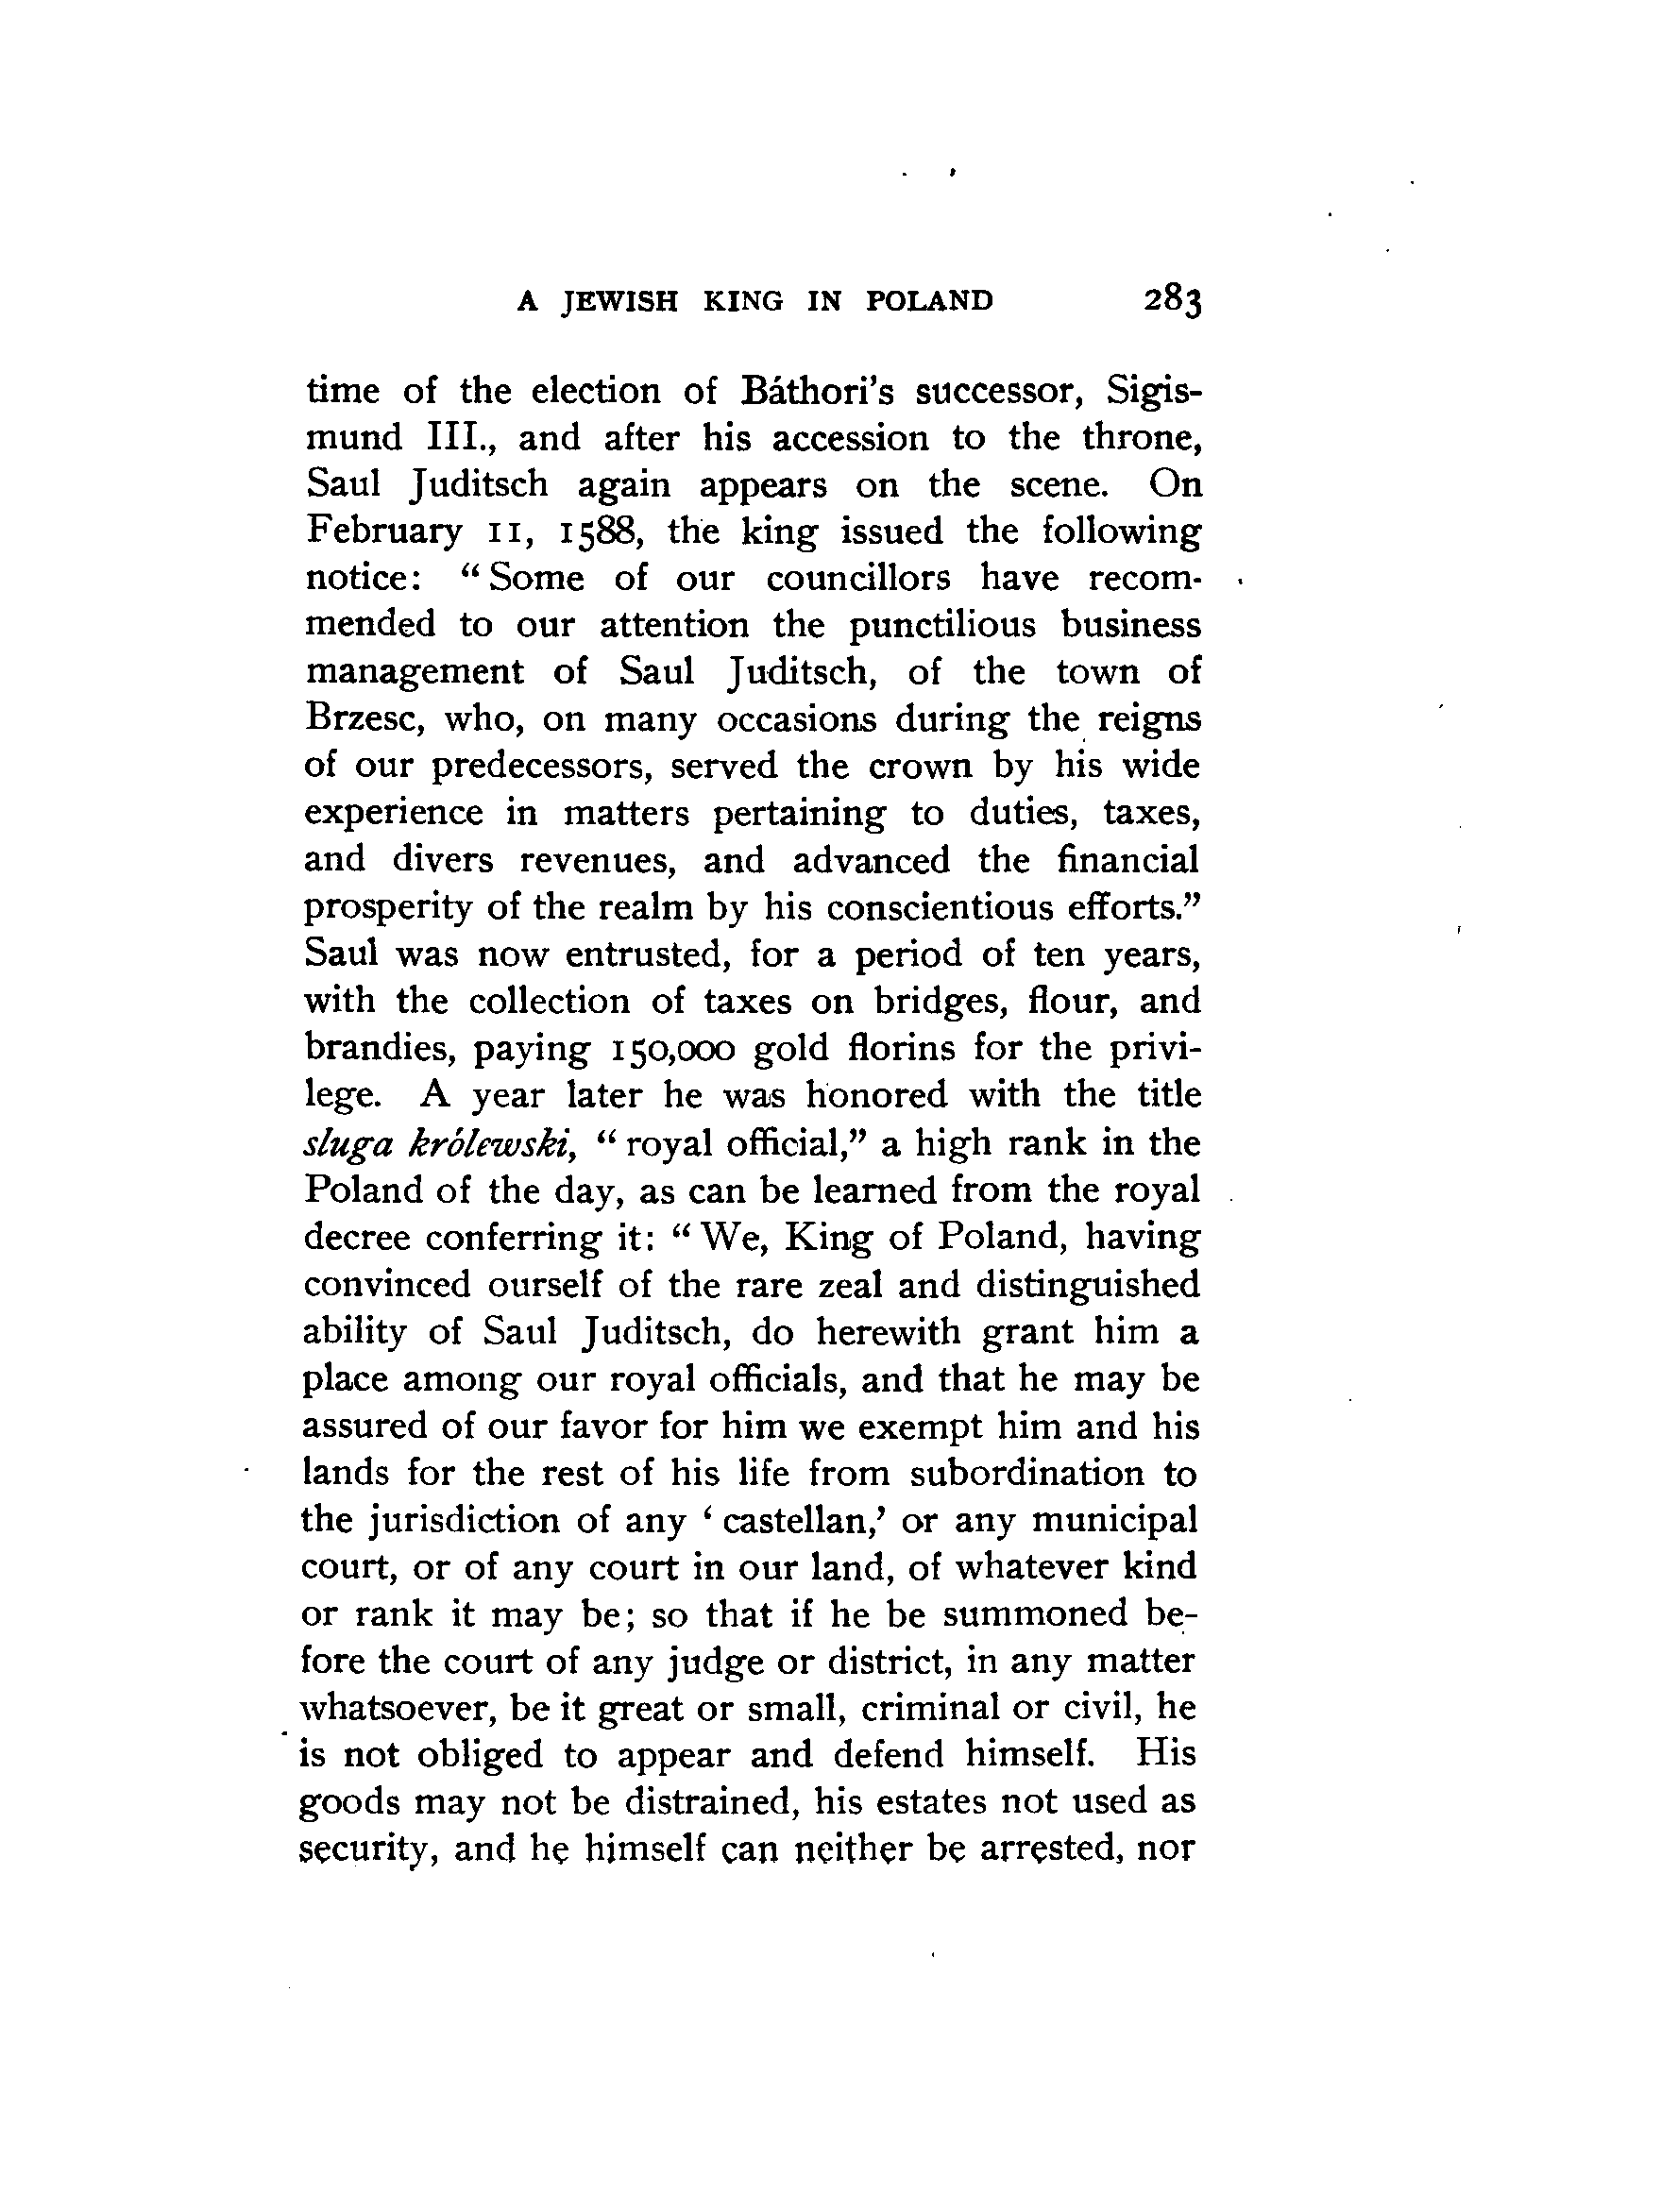 A JEWISH KING IN POLAND 283
time of the election of Báthori's successor, Sigis-
mund III., and after his accession to the throne,
Saul Juditsch again appears on the scene. On
February 11, 1588, the king issued the following
notice: “Some of our councillors have recom-
mended to our attention the punctilious business
management of Saul Juditsch, of the town of
Brzesc, who, on many occasions during the reigns
of our predecessors, served the crown by his wide
experience in matters pertaining to duties, taxes,
and divers revenues, and advanced the financial
prosperity of the realm by his conscientious efforts.”
Saul was now entrusted, for a period of ten years,
with the collection of taxes on bridges, flour, and
brandies, paying 150,000 gold florins for the privi-
lege. A year later he was honored with the title
sluga królewski, “royal official,” a high rank in the
Poland of the day, as can be learned from the royal
decree conferring it: “We, King of Poland, having
convinced ourself of the rare zeal and distinguished
ability of Saul Juditsch, do herewith grant him a
place among our royal officials, and that he may be
assured of our favor for him we exempt him and his
lands for the rest of his life from subordination to
the jurisdiction of any ‘castellan,’ or any municipal
court, or of any court in our land, of whatever kind
or rank it may be; so that if he be summoned be-
fore the court of any judge or district, in any matter
whatsoever, be it great or small, criminal or civil, he
is not obliged to appear and defend himself. His
goods may not be distrained, his estates not used as
security, and he himself can neither be arrested, nor